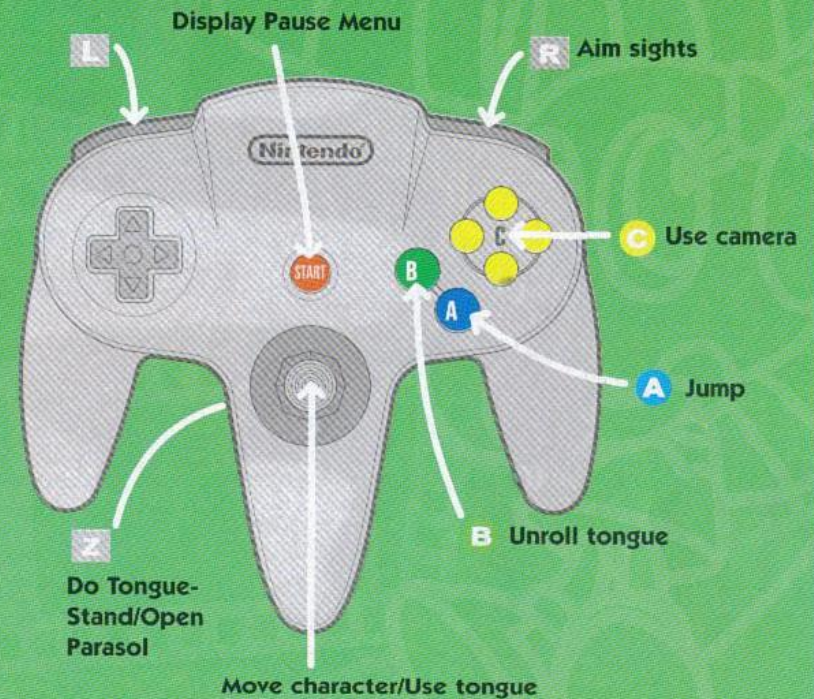 Display Pause Menu
L
R Aim sights
Nintendo
C
C Use camera
START
B
A
A Jump
B Unroll tongue
Z
Do Tongue-
Stand/Open
Parasol
Move character/Use tongue